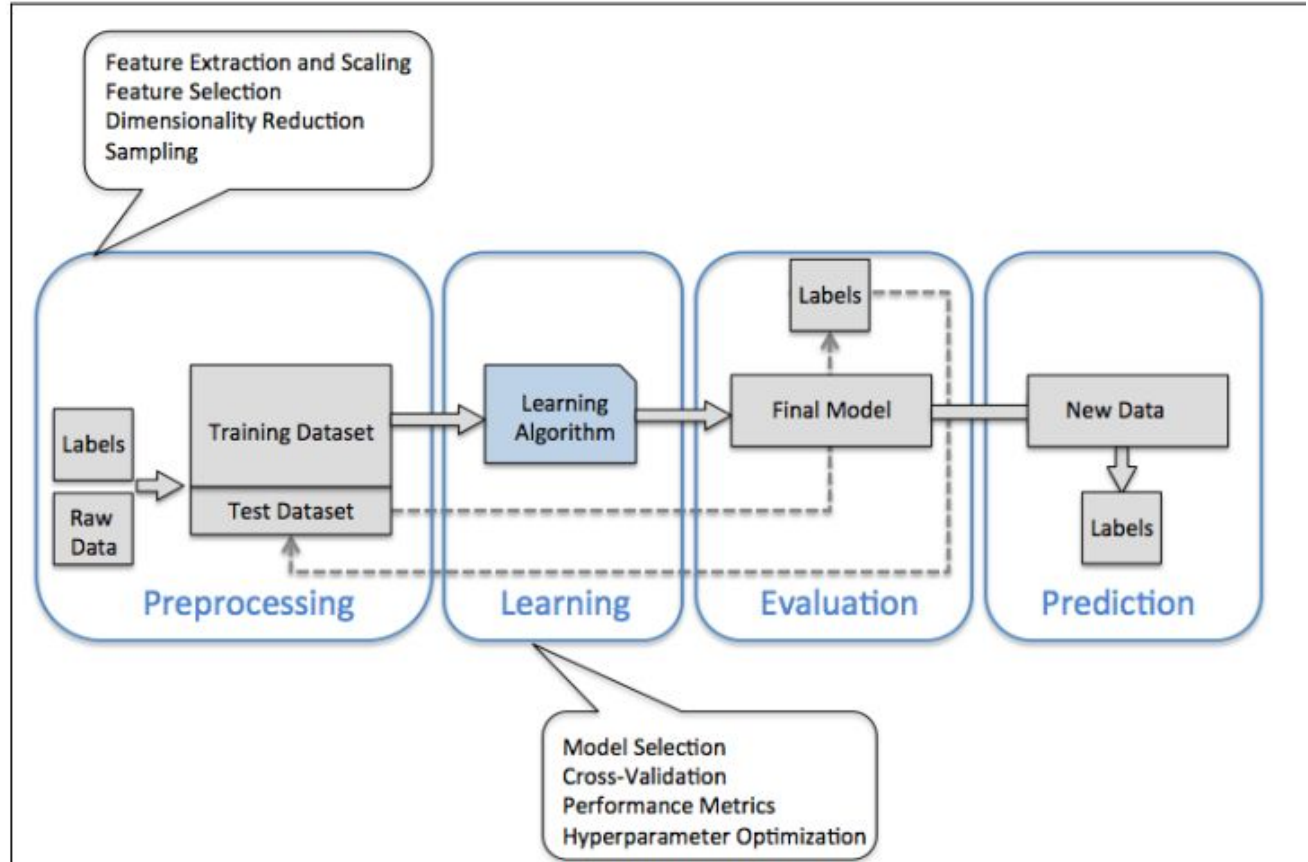 Feature Extraction and Scaling
Feature Selection
Dimensionality Reduction
Sampling
Labels
Raw
Data
Training Dataset
Test Dataset
Preprocessing
Learning
Algorithm
Learning
Labels
Final Model
Evaluation
New Data
Labels
Prediction
Model Selection
Cross-Validation
Performance Metrics
Hyperparameter Optimization